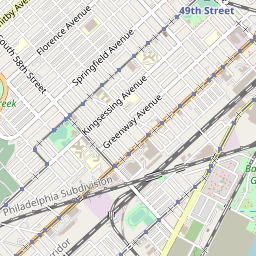 49th Street
Florence Avenue
South 58th Street
Springfield Avenue
Kingsessing Avenue
Greenway Avenue
Philadelphia Subdivision